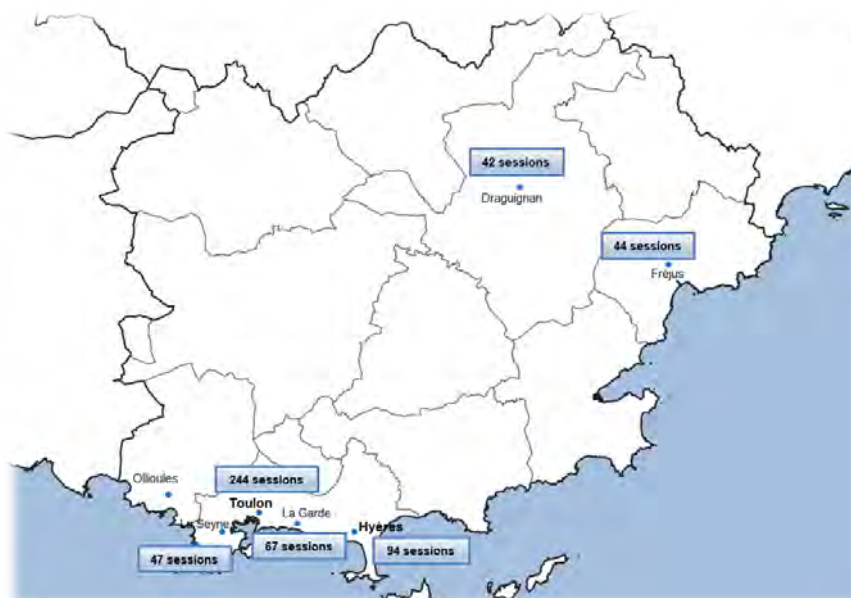 42 sessions
Draguignan
44 sessions
Fréjus
Ollioules
244 sessions
Toulon
La Garde
La Seyne
Hyères
47 sessions
67 sessions
94 sessions